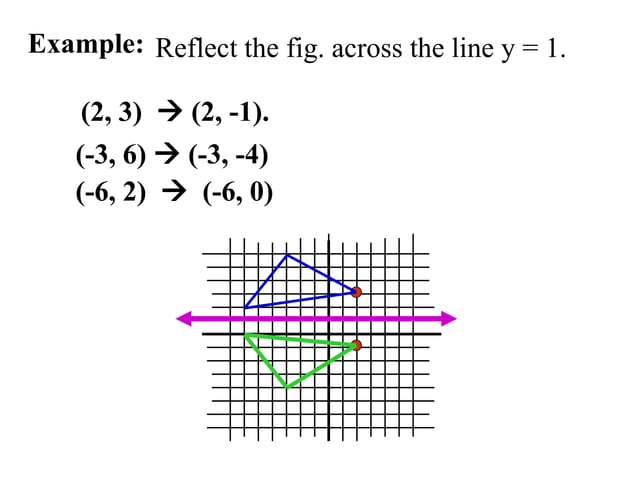 Example: Reflect the fig. across the line y = 1.
(2, 3) → (2, -1).
(-3, 6) → (-3, -4)
(-6, 2) → (-6, 0)